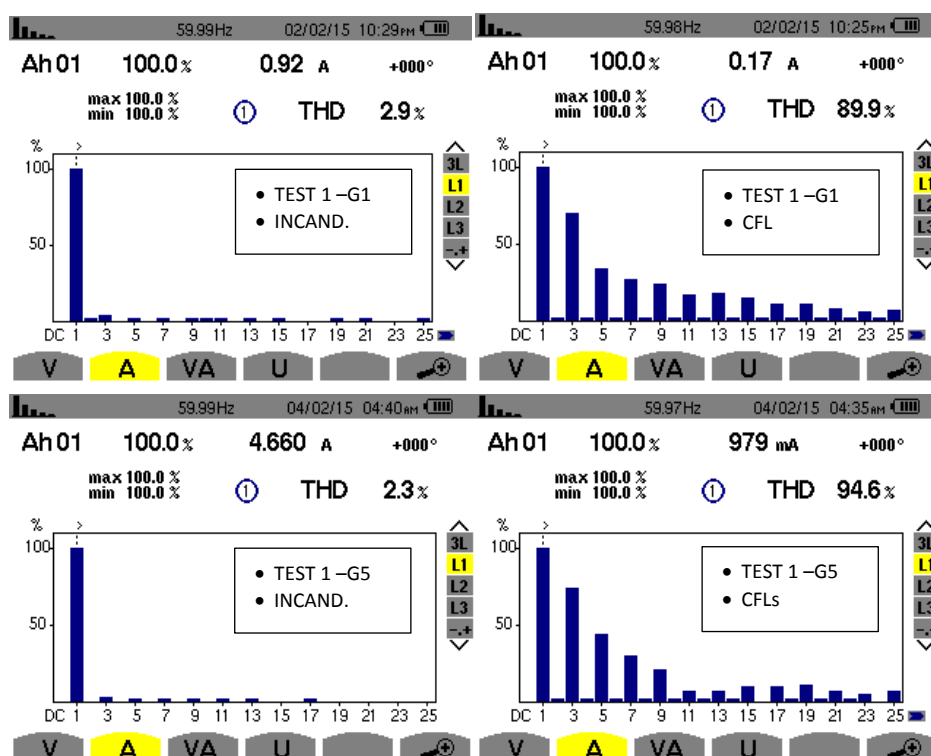 59.99Hz 02/02/15 10:29PM
Ah 01 100.0 % 0.92 A +000°
max 100.0 %
min 100.0 %
1 THD 2.9 %
%
100
50
• TEST 1 –G1
• INCAND.
3L
L1
L2
L3
-.+
DC 1 3 5 7 9 11 13 15 17 19 21 23 25
V A VA U
59.98Hz 02/02/15 10:25PM
Ah 01 100.0 % 0.17 A +000°
max 100.0 %
min 100.0 %
1 THD 89.9 %
%
100
50
• TEST 1 –G1
• CFL
3L
L1
L2
L3
-.+
DC 1 3 5 7 9 11 13 15 17 19 21 23 25
V A VA U
59.99Hz 04/02/15 04:40AM
Ah 01 100.0 % 4.660 A +000°
max 100.0 %
min 100.0 %
1 THD 2.3 %
%
100
50
• TEST 1 –G5
• INCAND.
3L
L1
L2
L3
-.+
DC 1 3 5 7 9 11 13 15 17 19 21 23 25
V A VA U
59.97Hz 04/02/15 04:35AM
Ah 01 100.0 % 979 mA +000°
max 100.0 %
min 100.0 %
1 THD 94.6 %
%
100
50
• TEST 1 –G5
• CFLs
3L
L1
L2
L3
-.+
DC 1 3 5 7 9 11 13 15 17 19 21 23 25
V A VA U